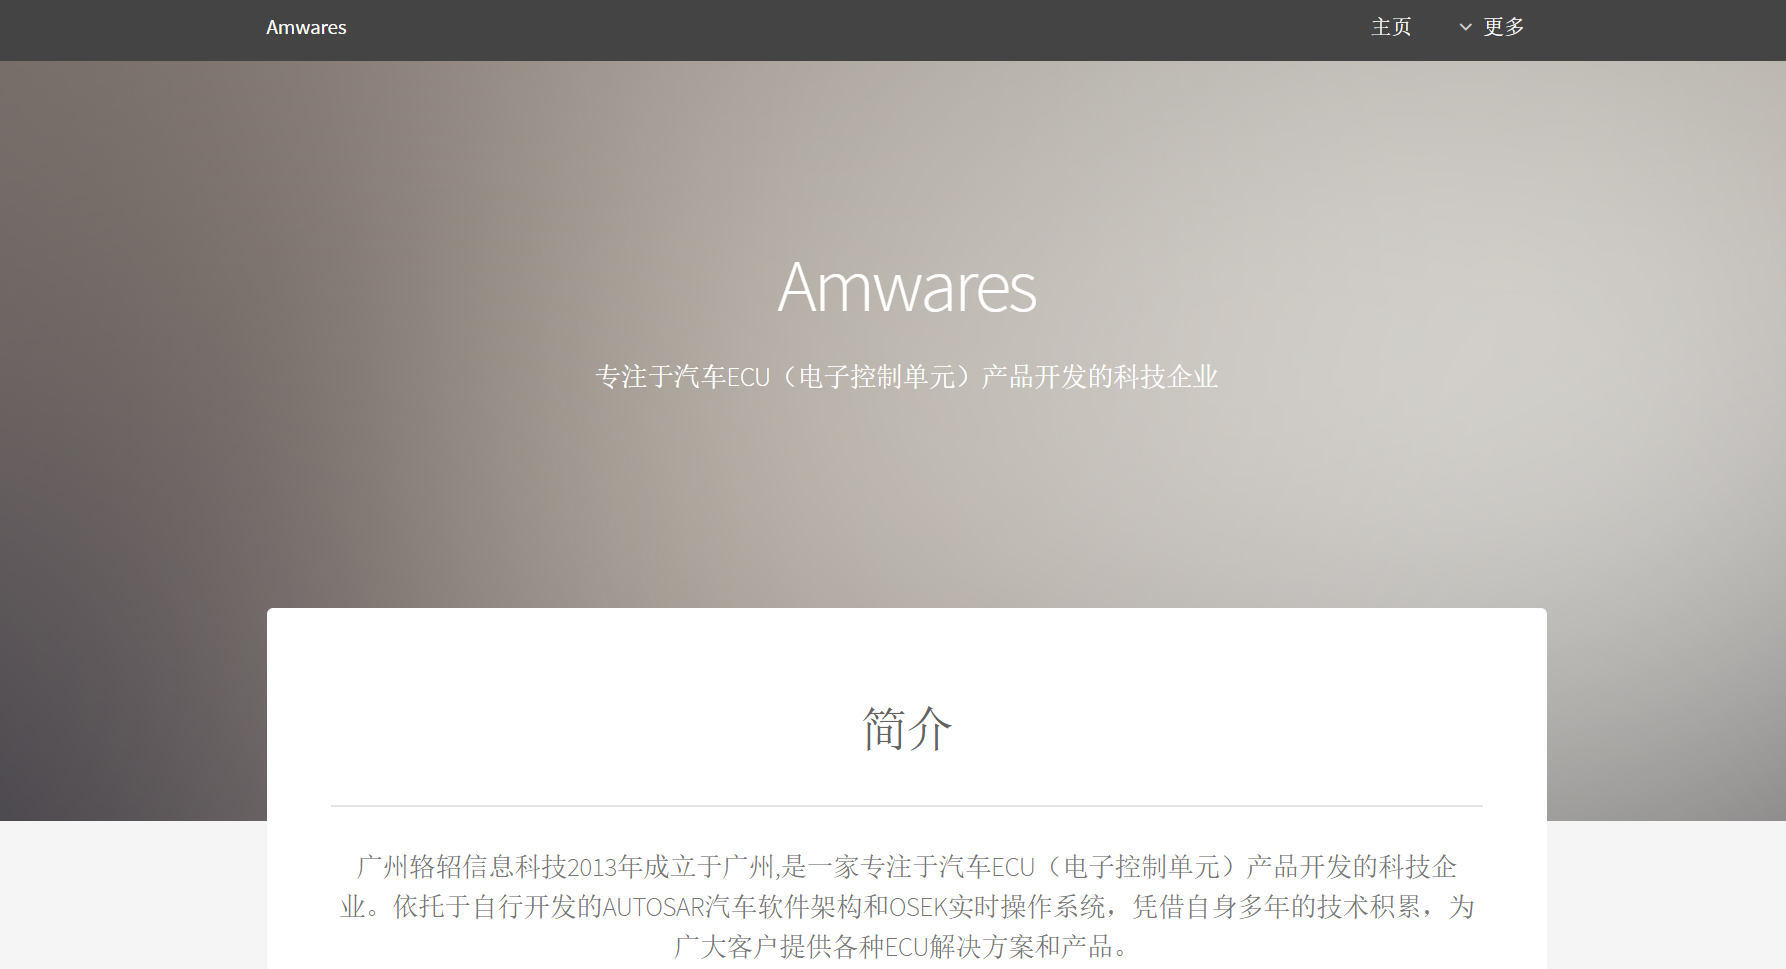 Amwares
主页
更多
Amwares
专注于汽车ECU（电子控制单元）产品开发的科技企业
简介
广州辂轺信息科技2013年成立于广州,是一家专注于汽车ECU（电子控制单元）产品开发的科技企
业。依托于自行开发的AUTOSAR汽车软件架构和OSEK实时操作系统，凭借自身多年的技术积累，为
广大客户提供各种ECU解决方案和产品。